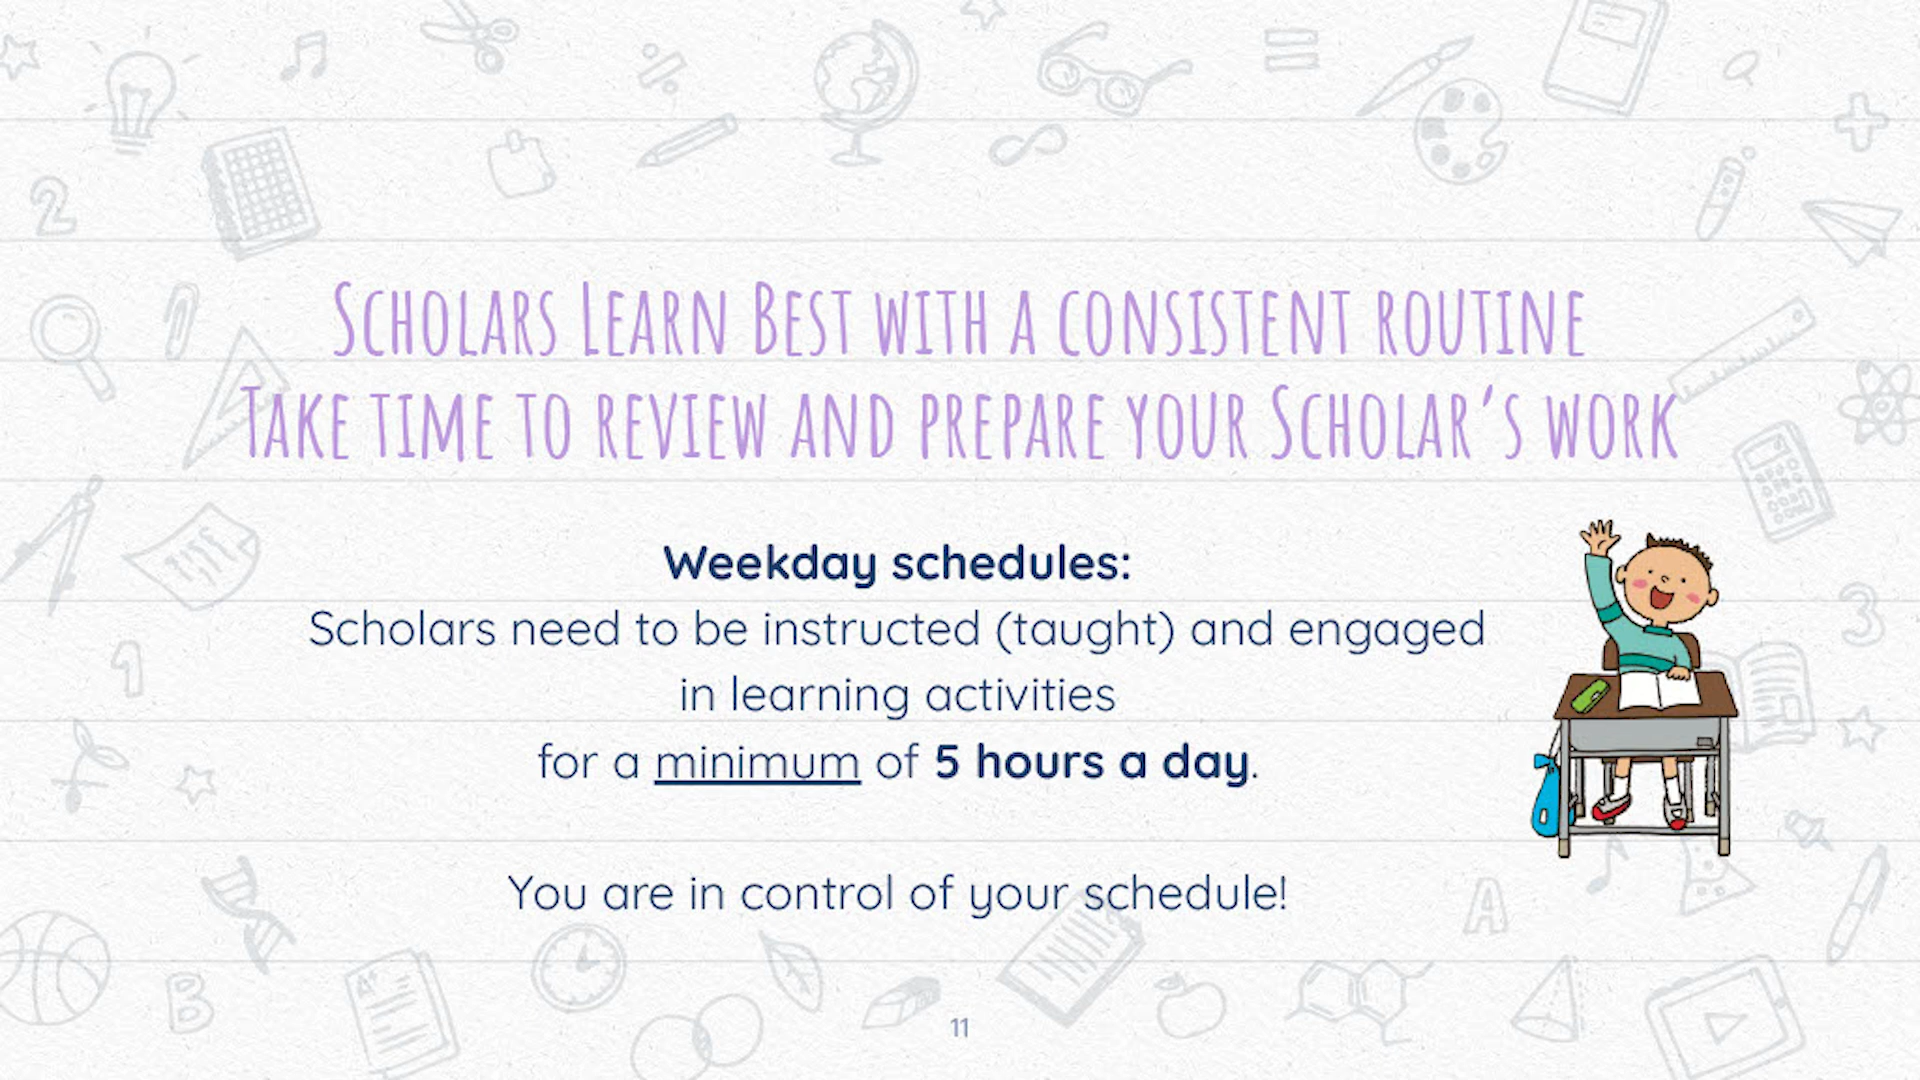 Scholars Learn Best with a consistent routine
Take time to review and prepare your Scholar's work
Weekday schedules:
Scholars need to be instructed (taught) and engaged
in learning activities
for a minimum of 5 hours a day.
You are in control of your schedule!
11